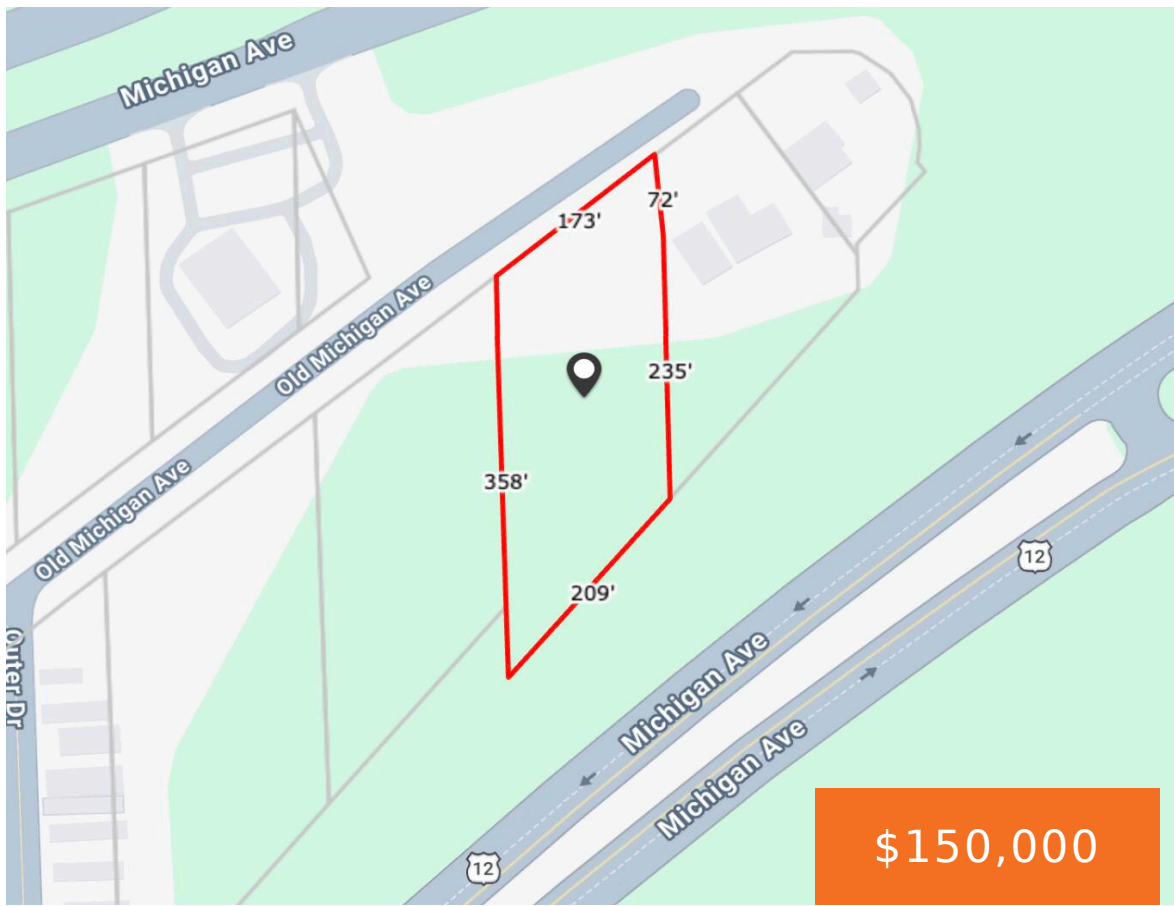 Michigan Ave
72'
173'
Old Michigan Ave
235'
358'
Old Michigan Ave
12
209'
Outer Dr
Michigan Ave
Michigan Ave
12
$150,000